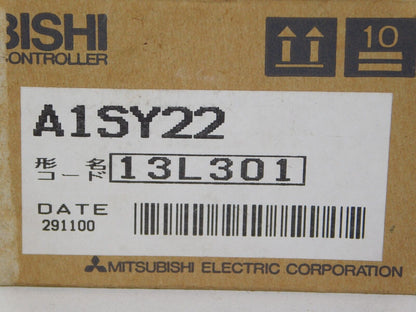 BISHI
CONTROLLER
10
A1SY22
形名
コード 13L301
DATE
291100
MITSUBISHI ELECTRIC CORPORATION